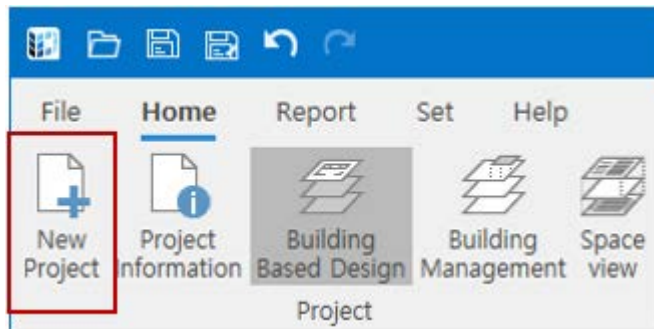 File Home Report Set Help
New Project Building Building Space
Project Information Based Design Management view
Project